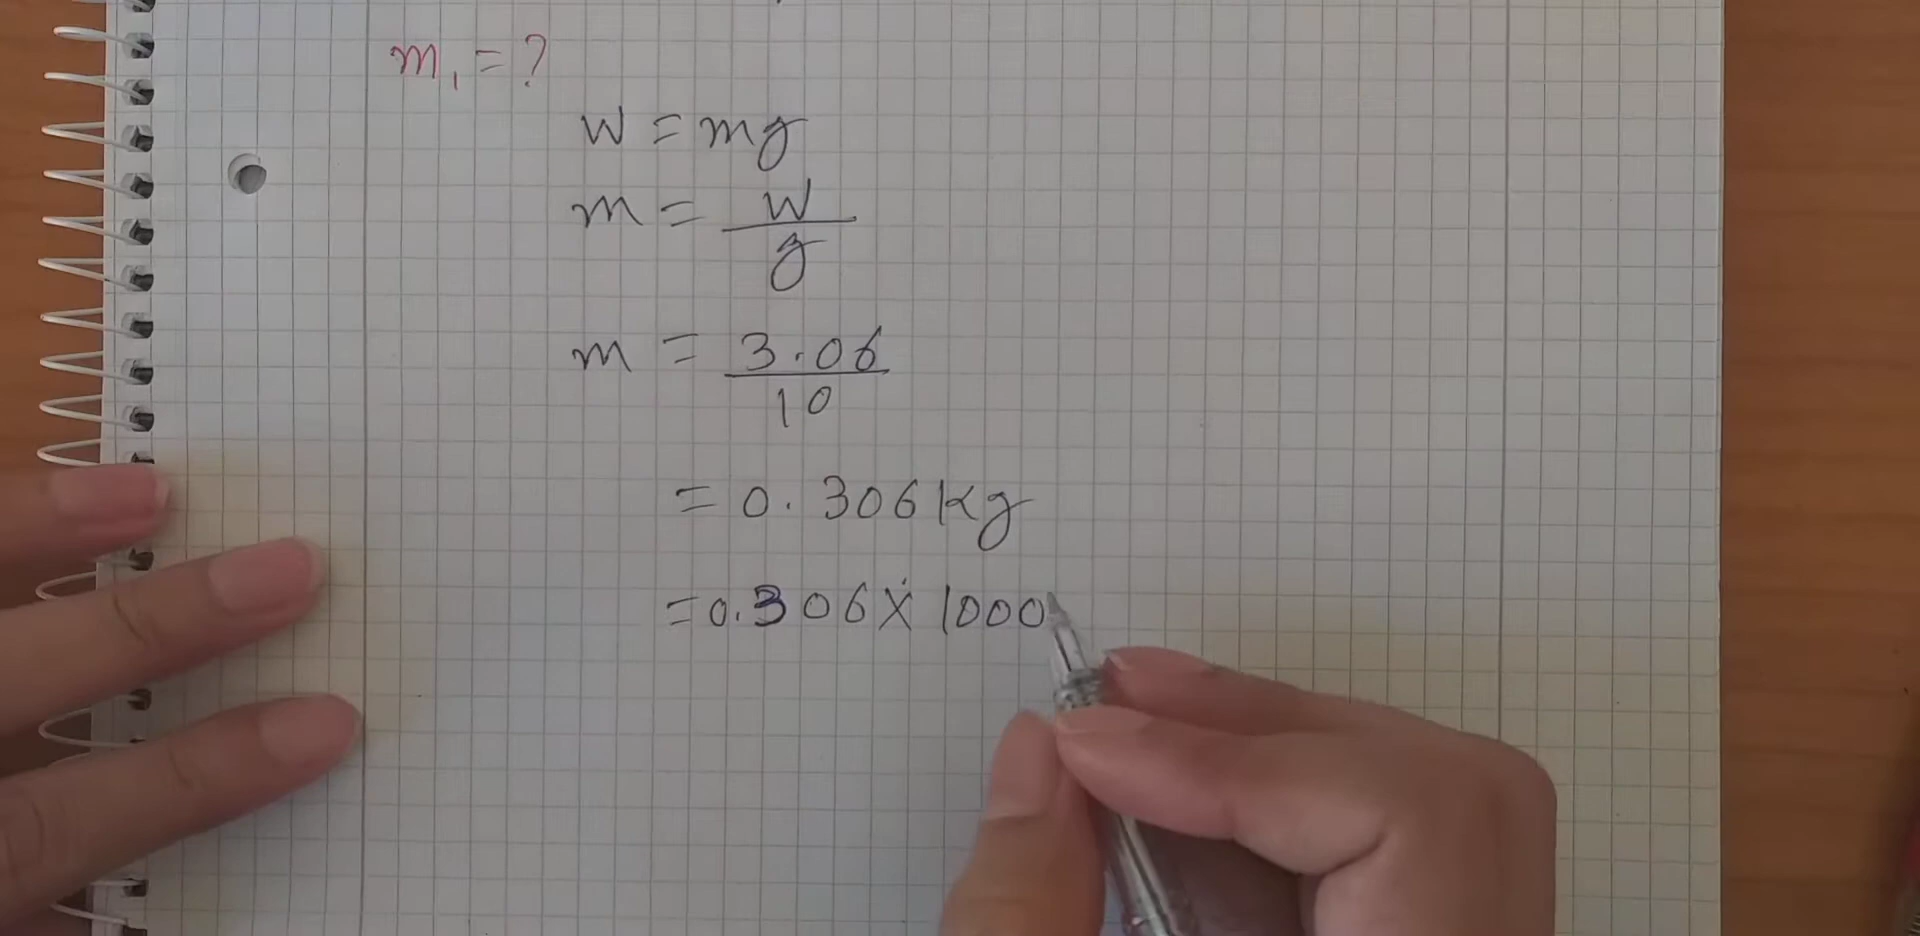 m₁ = ?
W = mg
m = W/g
m = 3.06/10
= 0.306 kg
= 0.306 × 1000